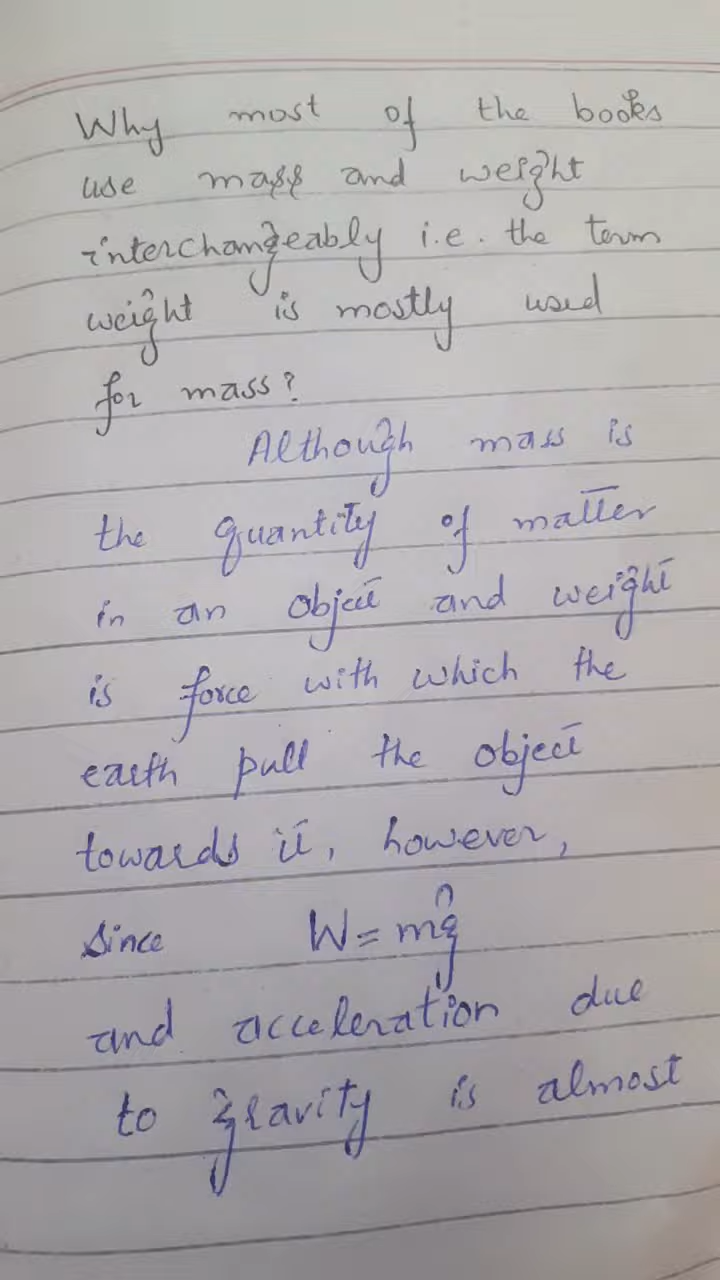 Why most of the books
use mass and weight
interchangeably i.e. the term
weight is mostly used
for mass?
Although mass is
the quantity of matter
in an object and weight
is force with which the
earth pull the object
towards it, however,
since W = mg
and acceleration due
to gravity is almost